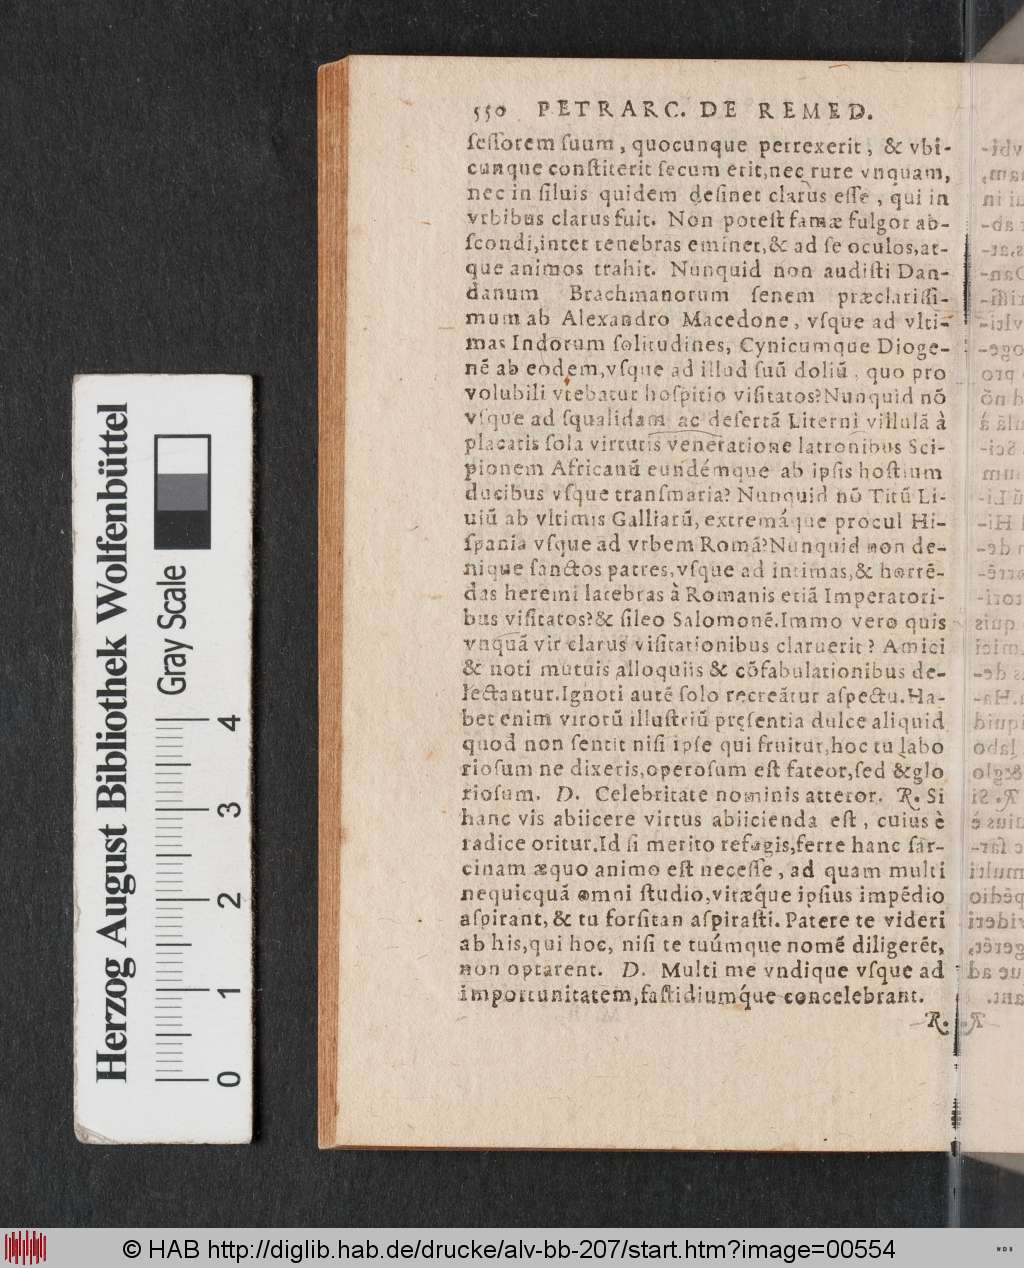 550 PETRARC. DE REMED.
ſeſſorem ſuum, quocunque perrexerit, & vbi-
cunque conſtiterit ſecum erit, nec rure vnquam,
nec in ſiluis quidem deſinet clarus eſſe, qui in
vrbibus clarus fuit. Non poteſt famæ fulgor ab-
ſcondi, inter tenebras eminet, & ad ſe oculos, at-
que animos trahit. Nunquid non audiſti Dan-
danum Brachmanorum ſenem præclariſſi-
mum ab Alexandro Macedone, vſque ad vlti-
mas Indorum ſolitudines, Cynicumque Dioge-
nē ab eodem, vſque ad illud ſuū doliū, quo pro
volubili vtebatur hoſpitio viſitatos? Nunquid nō
vſque ad ſqualidam ac deſertā Literni villulā à
placatis ſola virtutis veneratione latronibus Sci-
pionem Africanū eundémque ab ipſis hoſtium
ducibus vſque tranſmaria? Nunquid nō Titū Li-
uiū ab vltimis Galliarū, extremáque procul Hi-
ſpania vſque ad vrbem Romā? Nunquid non de-
nique ſanctos patres, vſque ad intimas, & horrē-
das heremi latebras à Romanis etiā Imperatori-
bus viſitatos? & ſileo Salomonē. Immo vero quis
vnquā vir clarus viſitationibus claruerit? Amici
& noti mutuis alloquiis & cōfabulationibus de-
lectantur. Ignoti autē ſolo recreātur aſpectu. Ha-
bet enim virorū illuſtriū pręſentia dulce aliquid
quod non ſentit niſi ipſe qui fruitur, hoc tu labo
rioſum ne dixeris, operoſum eſt fateor, ſed & glo
rioſum. D. Celebritate nominis atteror. R. Si
hanc vis abiicere virtus abiicienda eſt, cuius è
radice oritur. Id ſi merito refugis, ferre hanc ſar-
cinam æquo animo eſt neceſſe, ad quam multi
nequicquā omni ſtudio, vitæque ipſius impēdio
aſpirant, & tu forſitan aſpiraſti. Patere te videri
ab his, qui hoc, niſi te tuúmque nomē diligerēt,
non optarent. D. Multi me vndique vſque ad
importunitatem, faſtidiumque concelebrant.
R.
Herzog August Bibliothek Wolfenbüttel
Gray Scale
0 1 2 3 4
© HAB http://diglib.hab.de/drucke/alv-bb-207/start.htm?image=00554